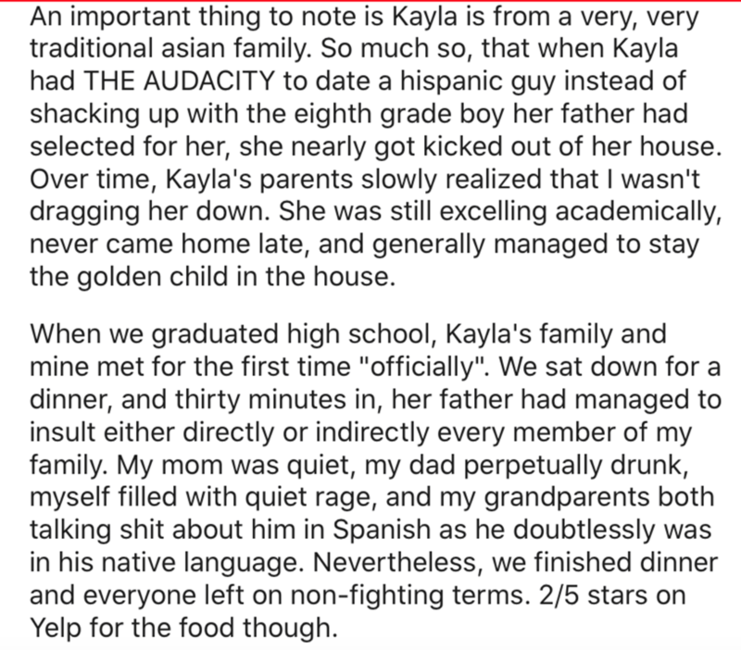 An important thing to note is Kayla is from a very, very
traditional asian family. So much so, that when Kayla
had THE AUDACITY to date a hispanic guy instead of
shacking up with the eighth grade boy her father had
selected for her, she nearly got kicked out of her house.
Over time, Kayla's parents slowly realized that I wasn't
dragging her down. She was still excelling academically,
never came home late, and generally managed to stay
the golden child in the house.
When we graduated high school, Kayla's family and
mine met for the first time "officially". We sat down for a
dinner, and thirty minutes in, her father had managed to
insult either directly or indirectly every member of my
family. My mom was quiet, my dad perpetually drunk,
myself filled with quiet rage, and my grandparents both
talking shit about him in Spanish as he doubtlessly was
in his native language. Nevertheless, we finished dinner
and everyone left on non-fighting terms. 2/5 stars on
Yelp for the food though.